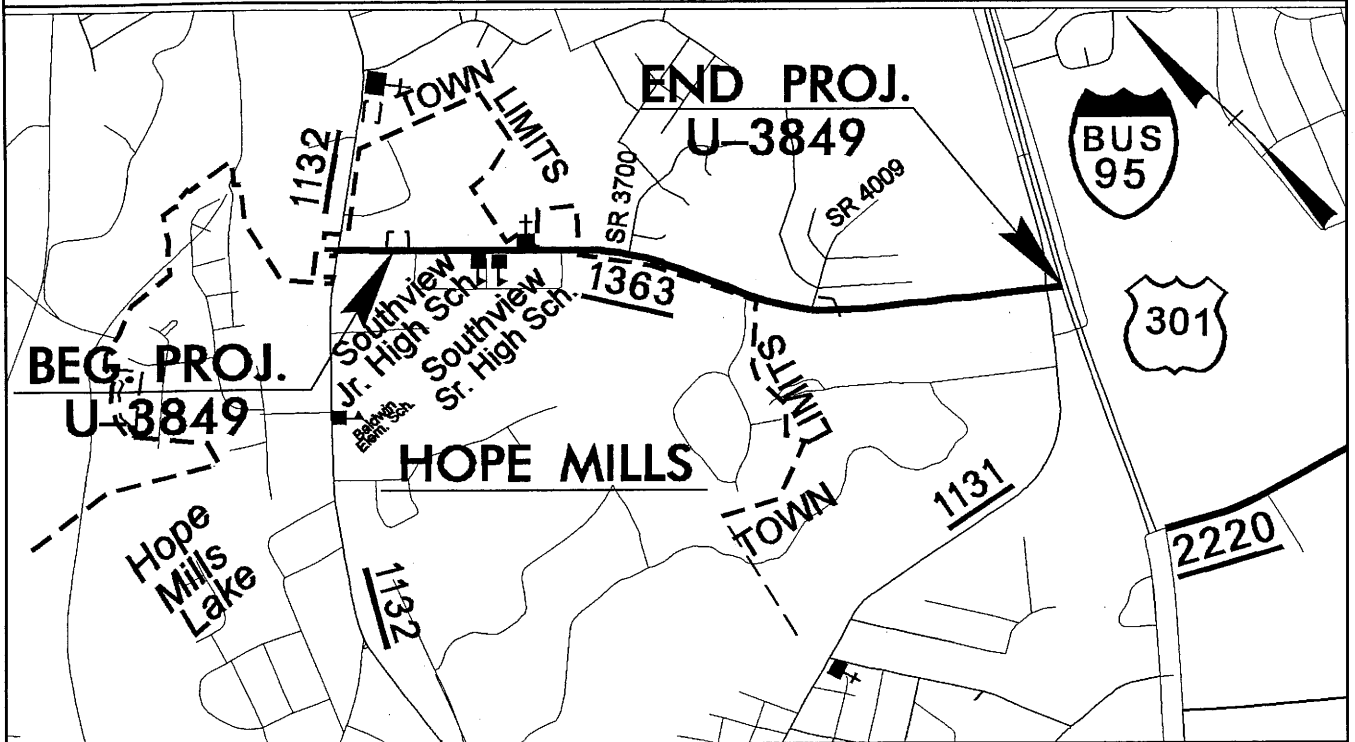 TOWN
LIMITS
END PROJ.
U-3849
BUS
95
1132
SR 3700
SR 4009
301
1363
Southview
Jr. High Sch.
Southview
Sr. High Sch.
BEG. PROJ.
U-3849
Baldwin
Elem. Sch.
HOPE MILLS
LIMITS
TOWN
1131
2220
Hope
Mills
Lake
1132